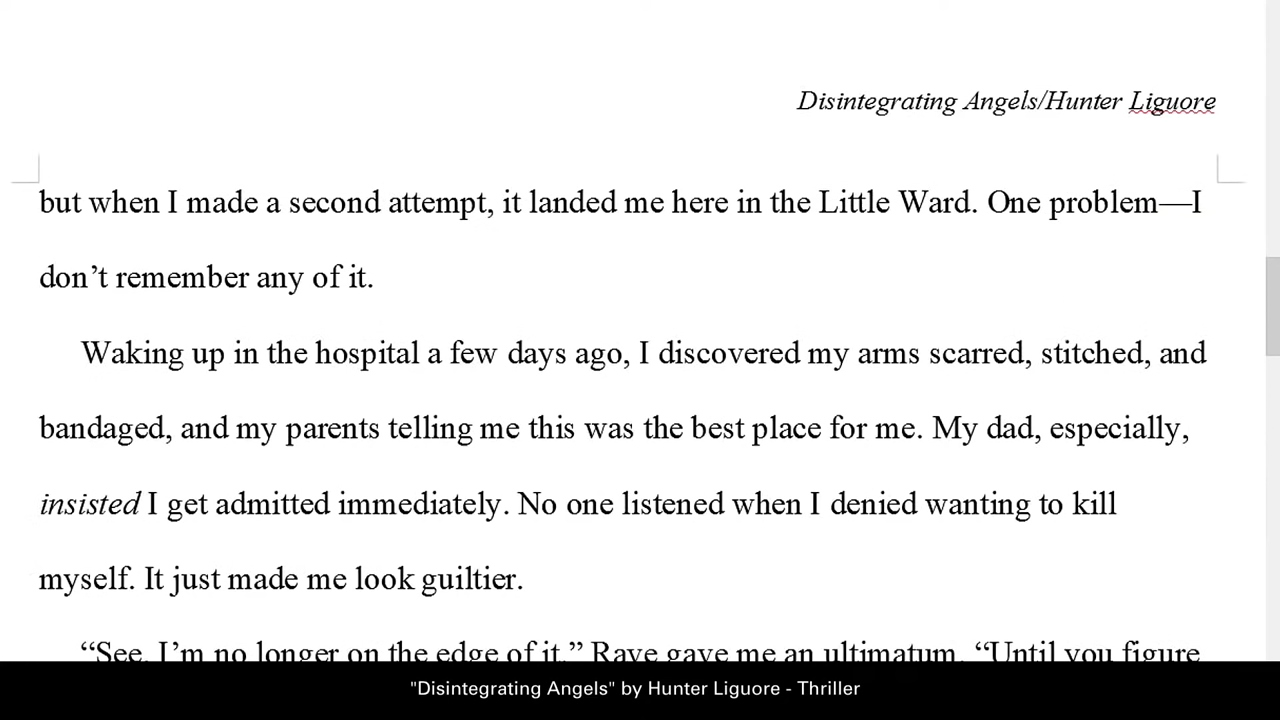 Disintegrating Angels/Hunter Liguore
but when I made a second attempt, it landed me here in the Little Ward. One problem—I
don’t remember any of it.
Waking up in the hospital a few days ago, I discovered my arms scarred, stitched, and
bandaged, and my parents telling me this was the best place for me. My dad, especially,
insisted I get admitted immediately. No one listened when I denied wanting to kill
myself. It just made me look guiltier.
“See, I’m no longer on the edge of it.” Rave gave me an ultimatum. “Until you figure
"Disintegrating Angels" by Hunter Liguore - Thriller